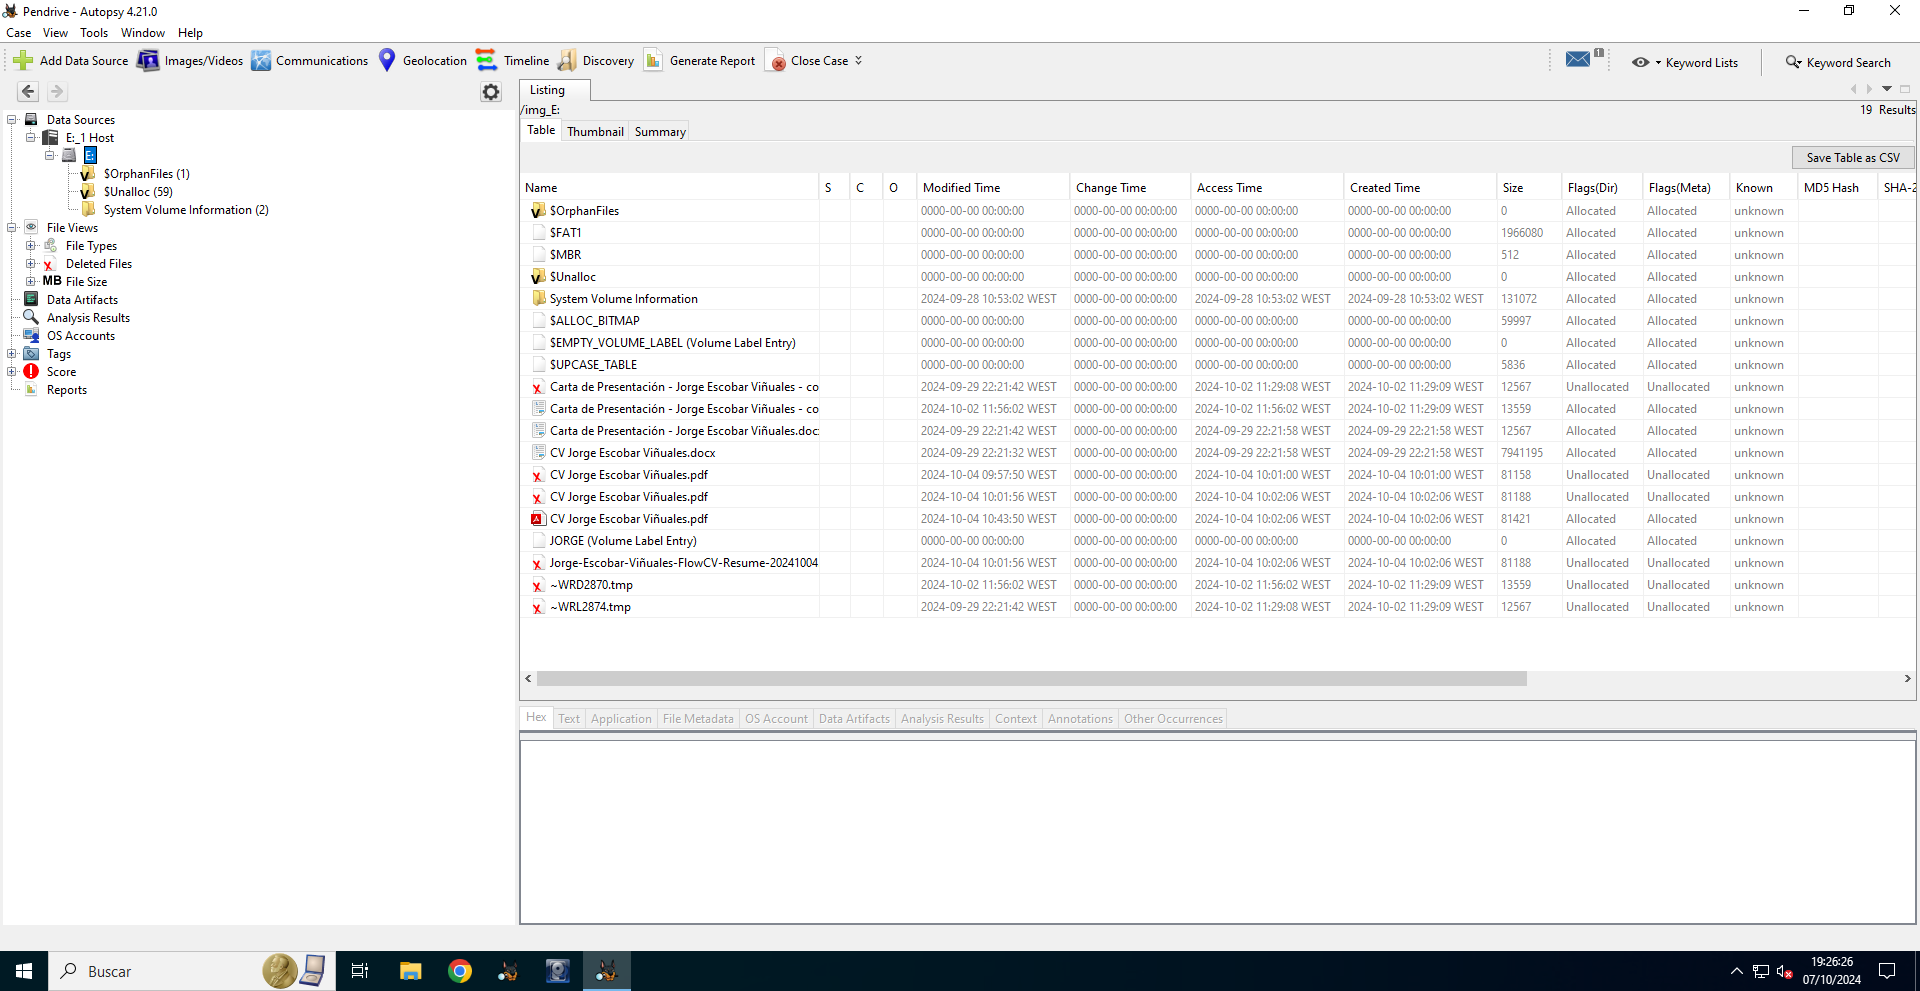 Pendrive - Autopsy 4.21.0
Case View Tools Window Help
Add Data Source Images/Videos Communications Geolocation Timeline Discovery Generate Report Close Case 1 Keyword Lists Keyword Search
Data Sources
E:_1 Host
E:
$OrphanFiles (1)
$Unalloc (59)
System Volume Information (2)
File Views
File Types
Deleted Files
MB File Size
Data Artifacts
Analysis Results
OS Accounts
Tags
Score
Reports
Listing
/img_E: 19 Results
Table Thumbnail Summary
Save Table as CSV
Name S C O Modified Time Change Time Access Time Created Time Size Flags(Dir) Flags(Meta) Known MD5 Hash SHA-2
$OrphanFiles 0000-00-00 00:00:00 0000-00-00 00:00:00 0000-00-00 00:00:00 0000-00-00 00:00:00 0 Allocated Allocated unknown
$FAT1 0000-00-00 00:00:00 0000-00-00 00:00:00 0000-00-00 00:00:00 0000-00-00 00:00:00 1966080 Allocated Allocated unknown
$MBR 0000-00-00 00:00:00 0000-00-00 00:00:00 0000-00-00 00:00:00 0000-00-00 00:00:00 512 Allocated Allocated unknown
$Unalloc 0000-00-00 00:00:00 0000-00-00 00:00:00 0000-00-00 00:00:00 0000-00-00 00:00:00 0 Allocated Allocated unknown
System Volume Information 2024-09-28 10:53:02 WEST 0000-00-00 00:00:00 2024-09-28 10:53:02 WEST 2024-09-28 10:53:02 WEST 131072 Allocated Allocated unknown
$ALLOC_BITMAP 0000-00-00 00:00:00 0000-00-00 00:00:00 0000-00-00 00:00:00 0000-00-00 00:00:00 59997 Allocated Allocated unknown
$EMPTY_VOLUME_LABEL (Volume Label Entry) 0000-00-00 00:00:00 0000-00-00 00:00:00 0000-00-00 00:00:00 0000-00-00 00:00:00 0 Allocated Allocated unknown
$UPCASE_TABLE 0000-00-00 00:00:00 0000-00-00 00:00:00 0000-00-00 00:00:00 0000-00-00 00:00:00 5836 Allocated Allocated unknown
Carta de Presentación - Jorge Escobar Viñuales - co 2024-09-29 22:21:42 WEST 0000-00-00 00:00:00 2024-10-02 11:29:08 WEST 2024-10-02 11:29:09 WEST 12567 Unallocated Unallocated unknown
Carta de Presentación - Jorge Escobar Viñuales - co 2024-10-02 11:56:02 WEST 0000-00-00 00:00:00 2024-10-02 11:56:02 WEST 2024-10-02 11:29:09 WEST 13559 Allocated Allocated unknown
Carta de Presentación - Jorge Escobar Viñuales.doc 2024-09-29 22:21:42 WEST 0000-00-00 00:00:00 2024-09-29 22:21:58 WEST 2024-09-29 22:21:58 WEST 12567 Allocated Allocated unknown
CV Jorge Escobar Viñuales.docx 2024-09-29 22:21:32 WEST 0000-00-00 00:00:00 2024-09-29 22:21:58 WEST 2024-09-29 22:21:58 WEST 7941195 Allocated Allocated unknown
CV Jorge Escobar Viñuales.pdf 2024-10-04 09:57:50 WEST 0000-00-00 00:00:00 2024-10-04 10:01:00 WEST 2024-10-04 10:01:00 WEST 81158 Unallocated Unallocated unknown
CV Jorge Escobar Viñuales.pdf 2024-10-04 10:01:56 WEST 0000-00-00 00:00:00 2024-10-04 10:02:06 WEST 2024-10-04 10:02:06 WEST 81188 Unallocated Unallocated unknown
CV Jorge Escobar Viñuales.pdf 2024-10-04 10:43:50 WEST 0000-00-00 00:00:00 2024-10-04 10:02:06 WEST 2024-10-04 10:02:06 WEST 81421 Allocated Allocated unknown
JORGE (Volume Label Entry) 0000-00-00 00:00:00 0000-00-00 00:00:00 0000-00-00 00:00:00 0000-00-00 00:00:00 0 Allocated Allocated unknown
Jorge-Escobar-Viñuales-FlowCV-Resume-20241004 2024-10-04 10:01:56 WEST 0000-00-00 00:00:00 2024-10-04 10:02:06 WEST 2024-10-04 10:02:06 WEST 81188 Unallocated Unallocated unknown
~WRD2870.tmp 2024-10-02 11:56:02 WEST 0000-00-00 00:00:00 2024-10-02 11:56:02 WEST 2024-10-02 11:29:09 WEST 13559 Unallocated Unallocated unknown
~WRL2874.tmp 2024-09-29 22:21:42 WEST 0000-00-00 00:00:00 2024-10-02 11:29:08 WEST 2024-10-02 11:29:09 WEST 12567 Unallocated Unallocated unknown
Hex Text Application File Metadata OS Account Data Artifacts Analysis Results Context Annotations Other Occurrences
Buscar
19:26:26
07/10/2024